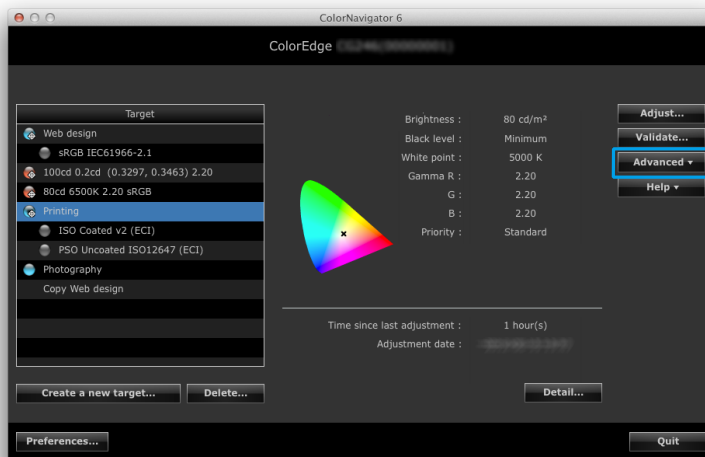 ColorNavigator 6
ColorEdge
Target
Web design
sRGB IEC61966-2.1
100cd 0.2cd (0.3297, 0.3463) 2.20
80cd 6500K 2.20 sRGB
Printing
ISO Coated v2 (ECI)
PSO Uncoated ISO12647 (ECI)
Photography
Copy Web design
Create a new target... Delete...
Brightness : 80 cd/m²
Black level : Minimum
White point : 5000 K
Gamma R : 2.20
G : 2.20
B : 2.20
Priority : Standard
Time since last adjustment : 1 hour(s)
Adjustment date :
Detail...
Adjust...
Validate...
Advanced ▾
Help ▾
Preferences... Quit